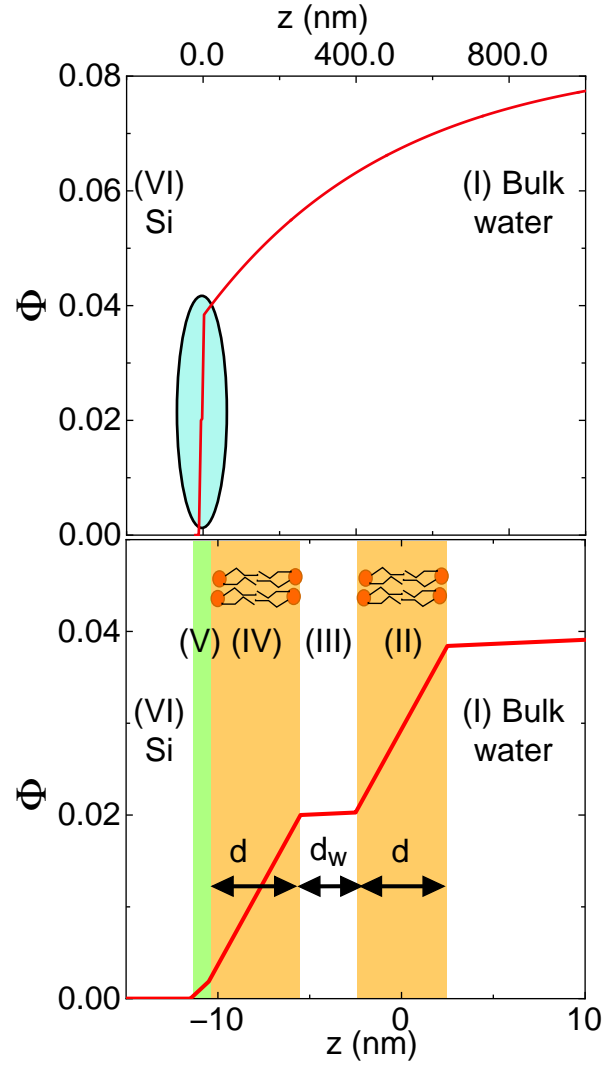 z (nm)
0.0 400.0 800.0
0.08
(VI) (I) Bulk
Si water
0.06
Φ
0.04
0.02
0.00
(V) (IV) (III) (II)
0.04
(VI) (I) Bulk
Si water
Φ
0.02
d d_w d
0.00
−10 0 10
z (nm)